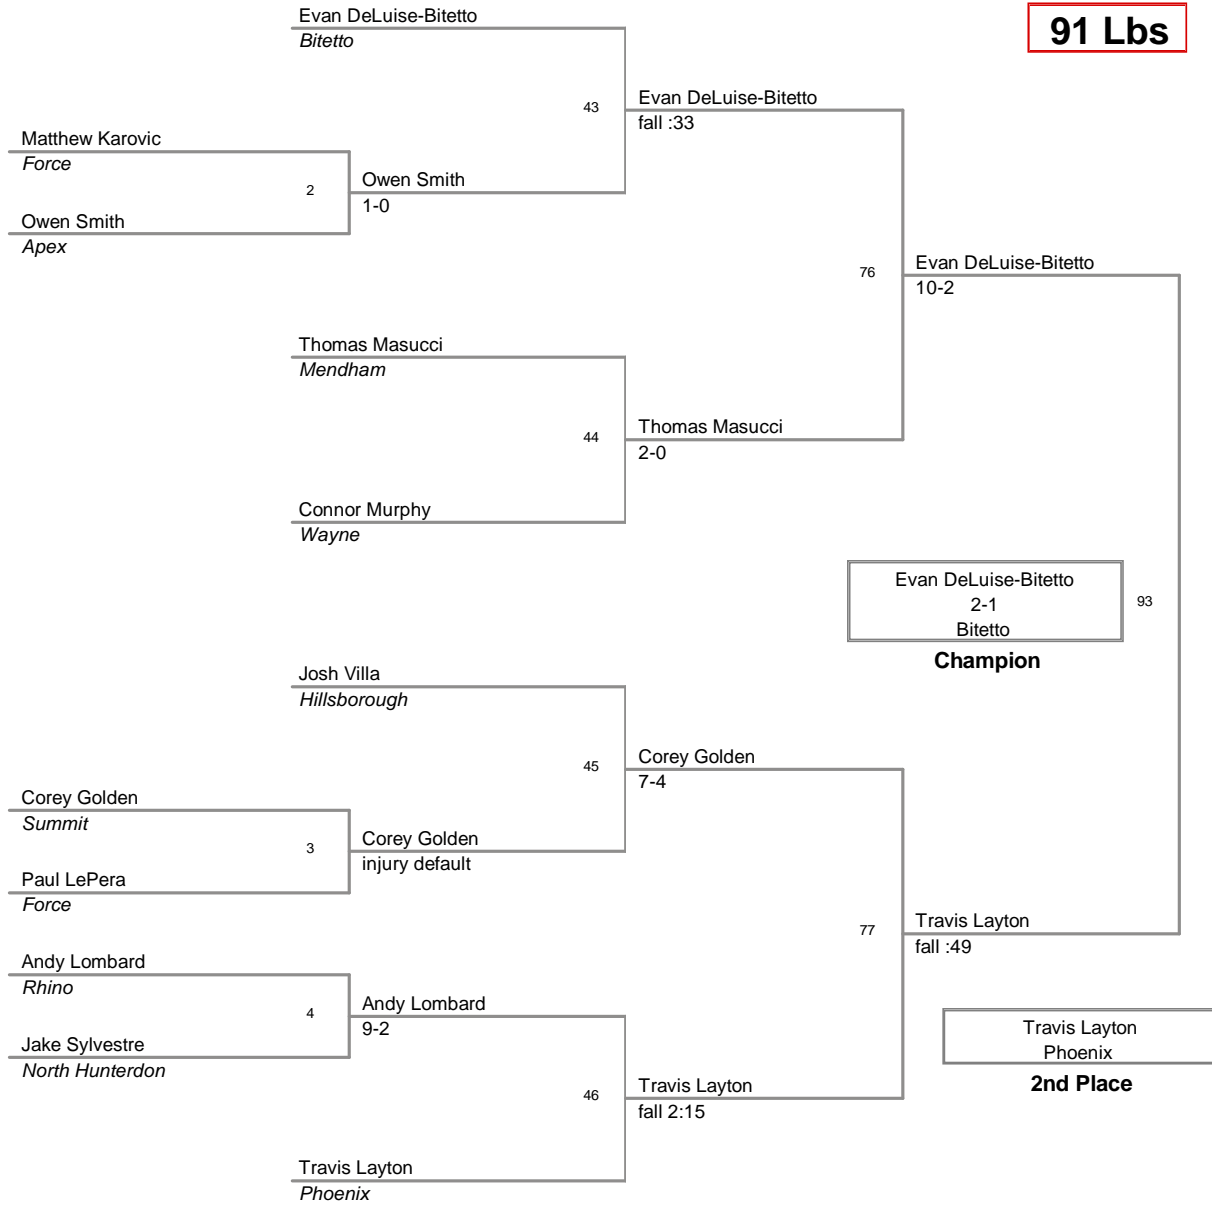 Evan DeLuise-Bitetto
Bitetto
91 Lbs
43
Evan DeLuise-Bitetto
fall :33
Matthew Karovic
Force
2
Owen Smith
1-0
Owen Smith
Apex
76
Evan DeLuise-Bitetto
10-2
Thomas Masucci
Mendham
44
Thomas Masucci
2-0
Connor Murphy
Wayne
Evan DeLuise-Bitetto
2-1
Bitetto
93
Champion
Josh Villa
Hillsborough
45
Corey Golden
7-4
Corey Golden
Summit
3
Corey Golden
injury default
Paul LePera
Force
77
Travis Layton
fall :49
Andy Lombard
Rhino
4
Andy Lombard
9-2
Jake Sylvestre
North Hunterdon
Travis Layton
Phoenix
2nd Place
46
Travis Layton
fall 2:15
Travis Layton
Phoenix